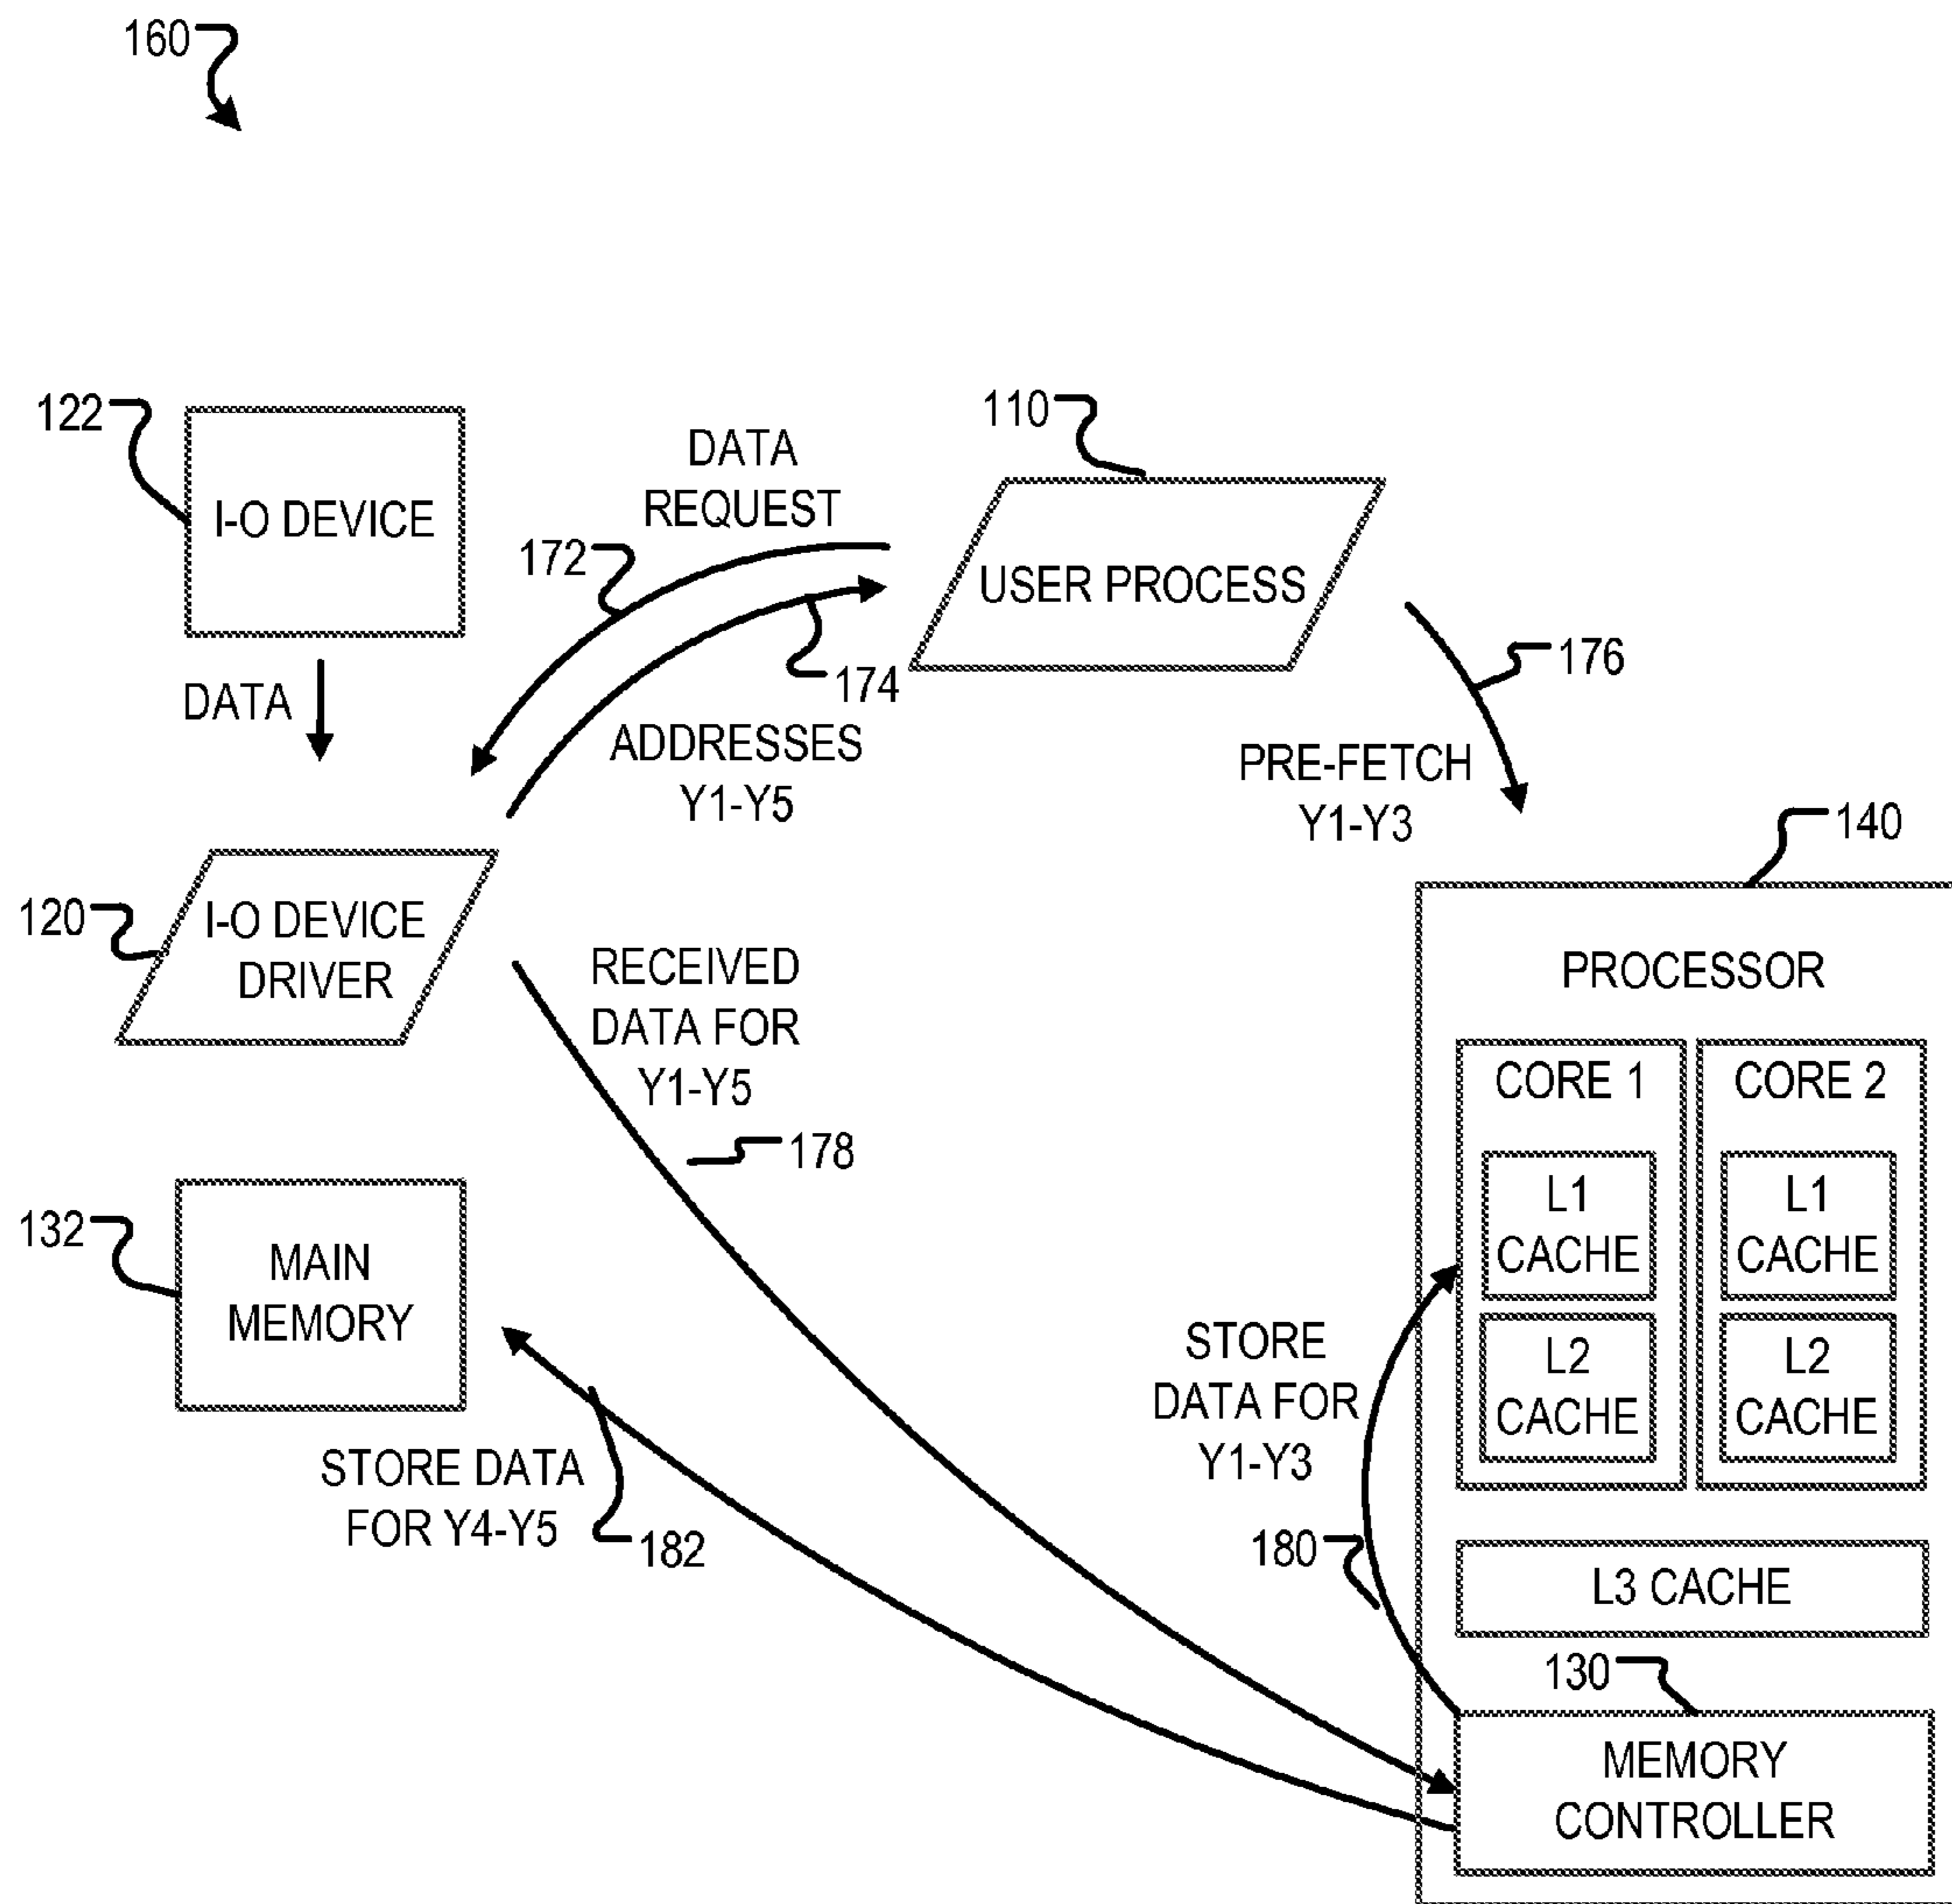 160
122
I-O DEVICE
DATA
DATA
REQUEST
172
174
ADDRESSES
Y1-Y5
110
USER PROCESS
176
PRE-FETCH
Y1-Y3
120
I-O DEVICE
DRIVER
RECEIVED
DATA FOR
Y1-Y5
178
132
MAIN
MEMORY
STORE DATA
FOR Y4-Y5
182
STORE
DATA FOR
Y1-Y3
180
140
PROCESSOR
CORE 1
L1
CACHE
L2
CACHE
CORE 2
L1
CACHE
L2
CACHE
L3 CACHE
130
MEMORY
CONTROLLER